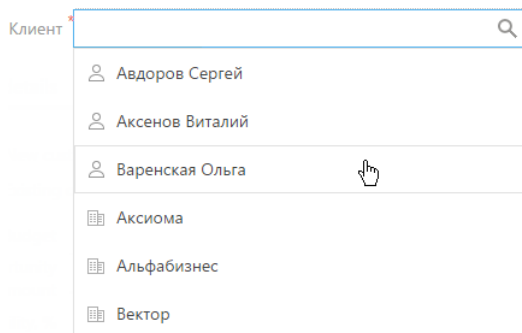 Клиент *
Авдоров Сергей
Аксенов Виталий
Варенская Ольга
Аксиома
Альфабизнес
Вектор